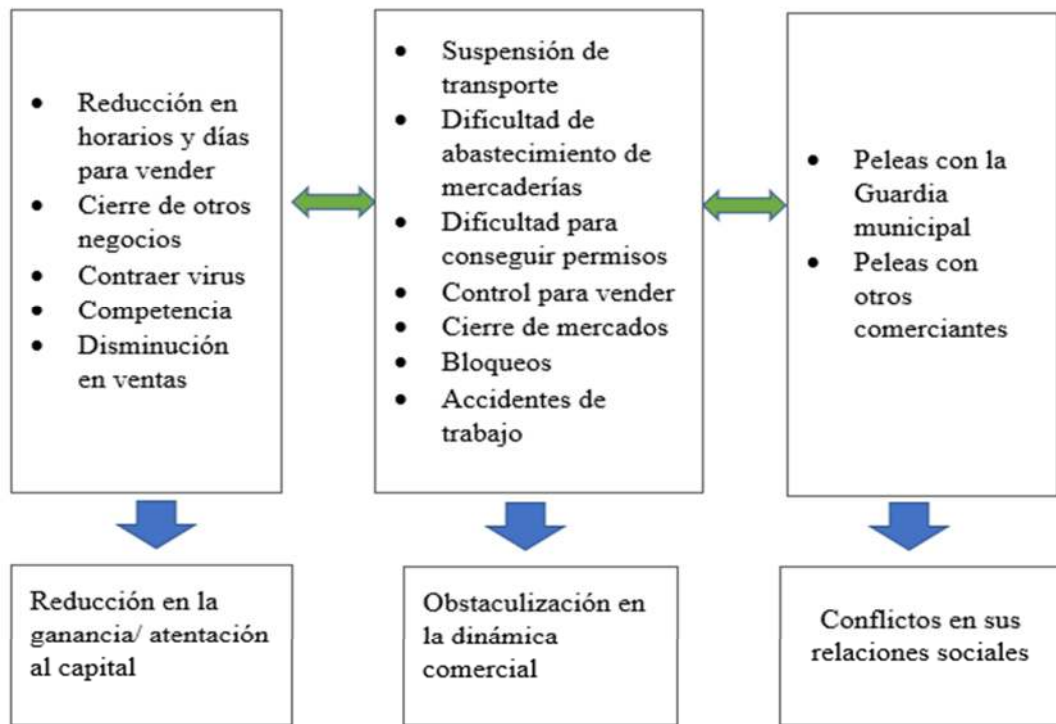 • Reducción en
horarios y días
para vender
• Cierre de otros
negocios
• Contraer virus
• Competencia
• Disminución
en ventas
• Suspensión de
transporte
• Dificultad de
abastecimiento de
mercaderías
• Dificultad para
conseguir permisos
• Control para vender
• Cierre de mercados
• Bloqueos
• Accidentes de
trabajo
• Peleas con la
Guardia
municipal
• Peleas con
otros
comerciantes
Reducción en la
ganancia/ atentación
al capital
Obstaculización en
la dinámica
comercial
Conflictos en sus
relaciones sociales